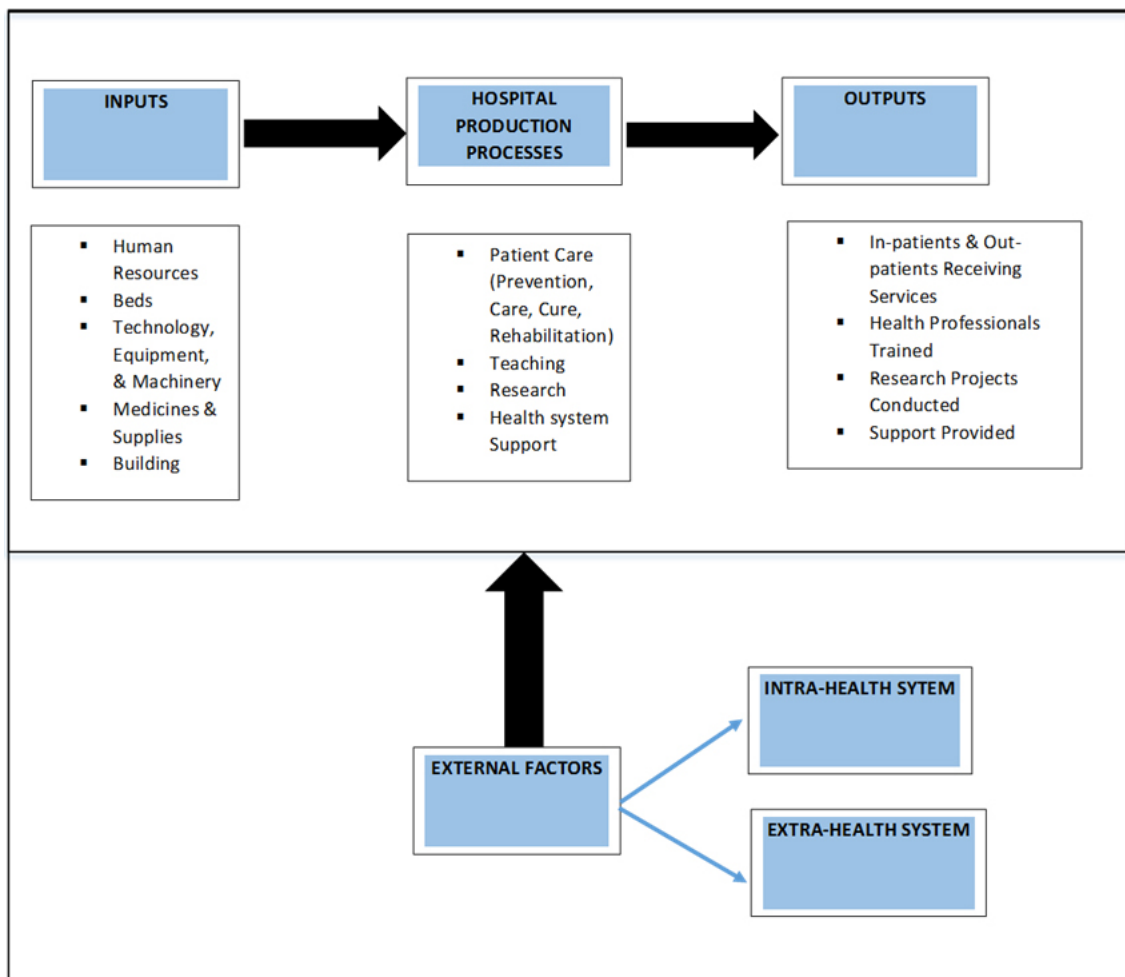 INPUTS
HOSPITAL
PRODUCTION
PROCESSES
OUTPUTS
▪ Human
Resources
▪ Beds
▪ Technology,
Equipment,
& Machinery
▪ Medicines &
Supplies
▪ Building
▪ Patient Care
(Prevention,
Care, Cure,
Rehabilitation)
▪ Teaching
▪ Research
▪ Health system
Support
▪ In-patients & Out-
patients Receiving
Services
▪ Health Professionals
Trained
▪ Research Projects
Conducted
▪ Support Provided
INTRA-HEALTH SYTEM
EXTERNAL FACTORS
EXTRA-HEALTH SYSTEM